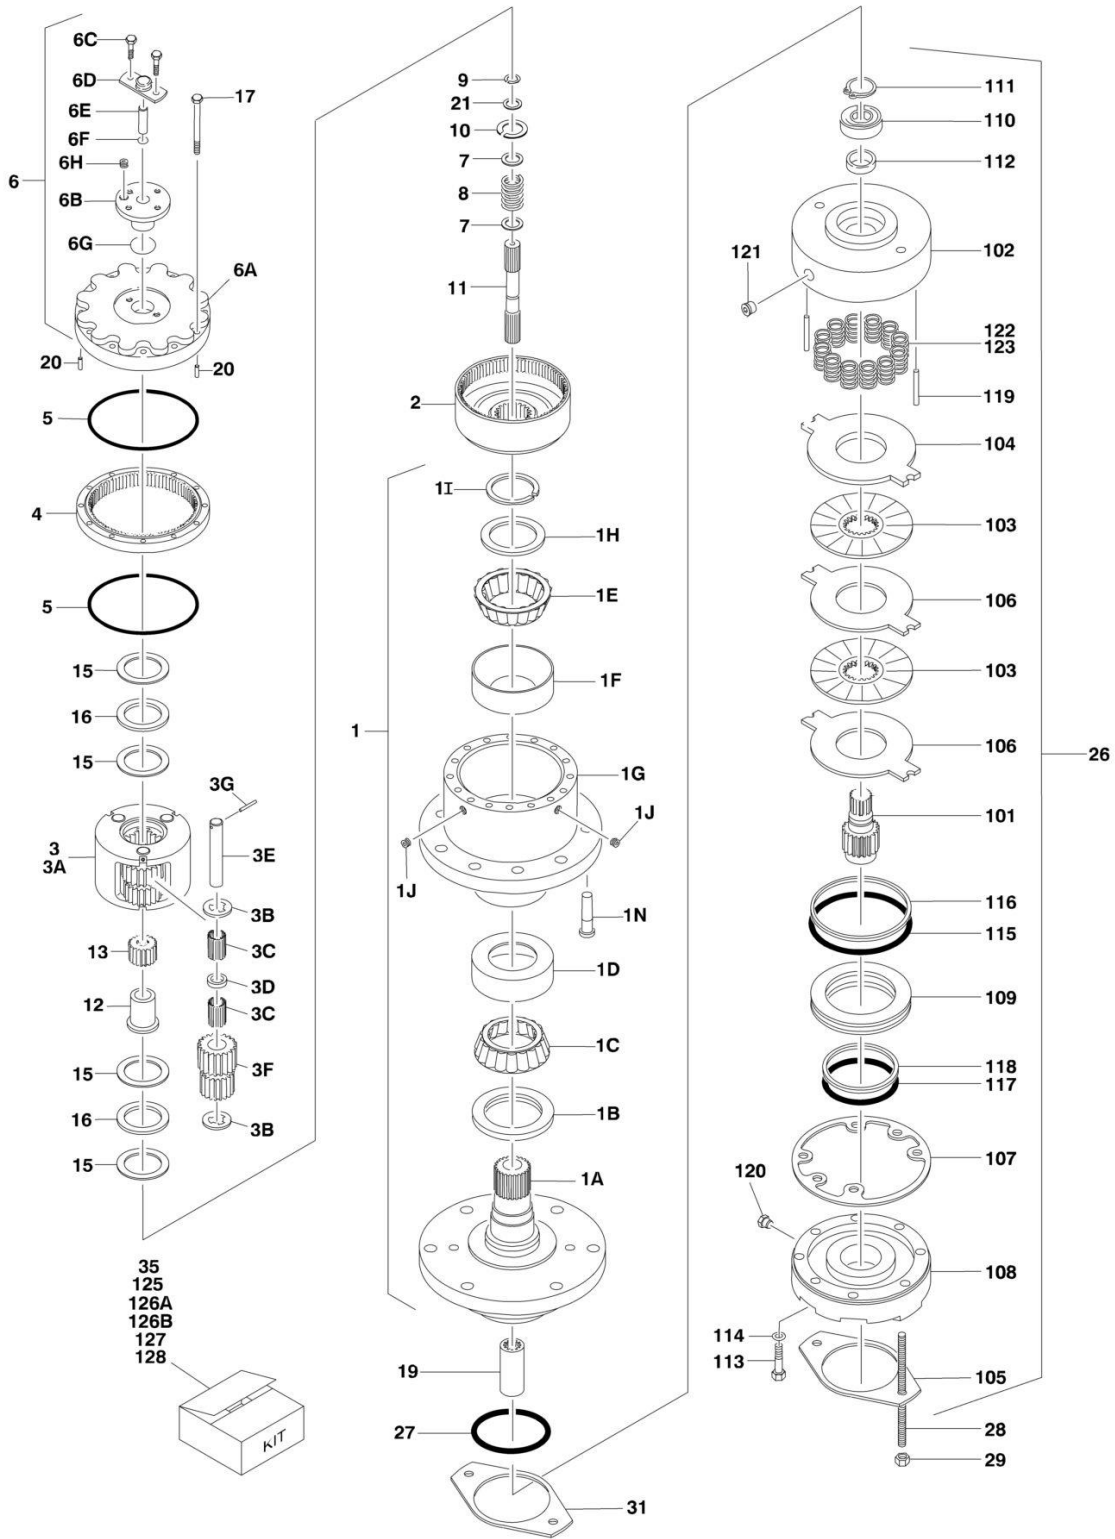 6C
6D
6E
6F
6H
6
6B
6G
6A
17
20
20
5
4
5
15
16
15
3
3A
3G
3E
3B
3C
3D
3C
3F
3B
13
12
15
16
15
35
125
126A
126B
127
128
KIT
9
21
10
7
8
7
11
2
1I
1H
1E
1F
1
1G
1J
1J
1N
1D
1C
1B
1A
19
27
31
111
110
112
102
121
122
123
119
104
103
106
103
106
26
101
116
115
109
118
117
107
120
108
114
113
105
28
29